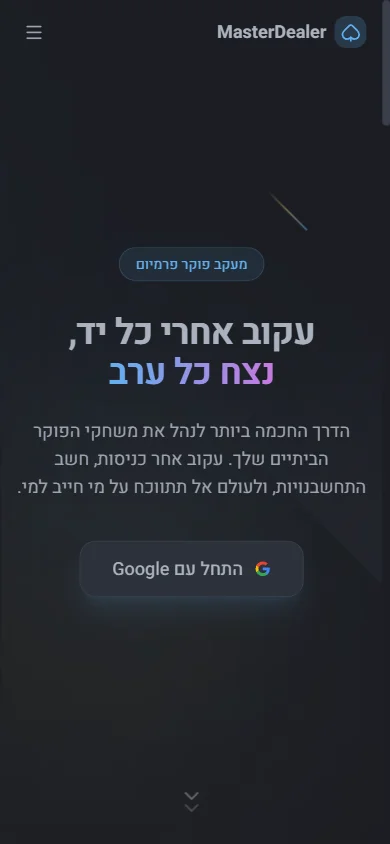 MasterDealer
מעקב פוקר פרמיום
עקוב אחרי כל יד,
נצח כל ערב
הדרך החכמה ביותר לנהל את משחקי הפוקר
הביתיים שלך. עקוב אחר כניסות, חשב
התחשבנויות, ולעולם אל תתווכח על מי חייב למי.
התחל עם Google